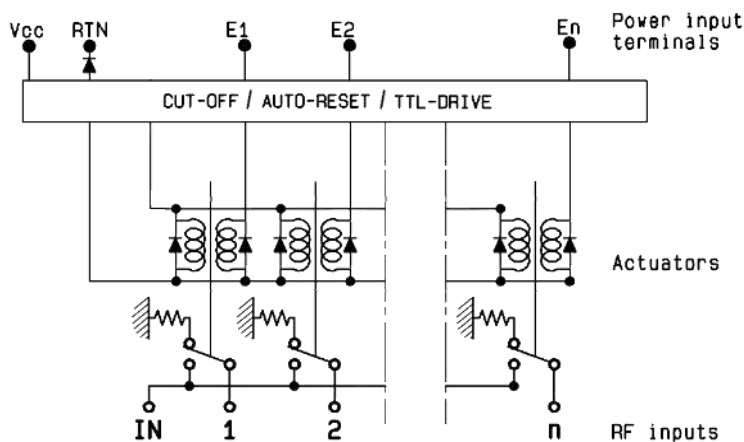 Vcc RTN E1 E2 En Power input
terminals
CUT-OFF / AUTO-RESET / TTL-DRIVE
Actuators
IN 1 2 n RF inputs